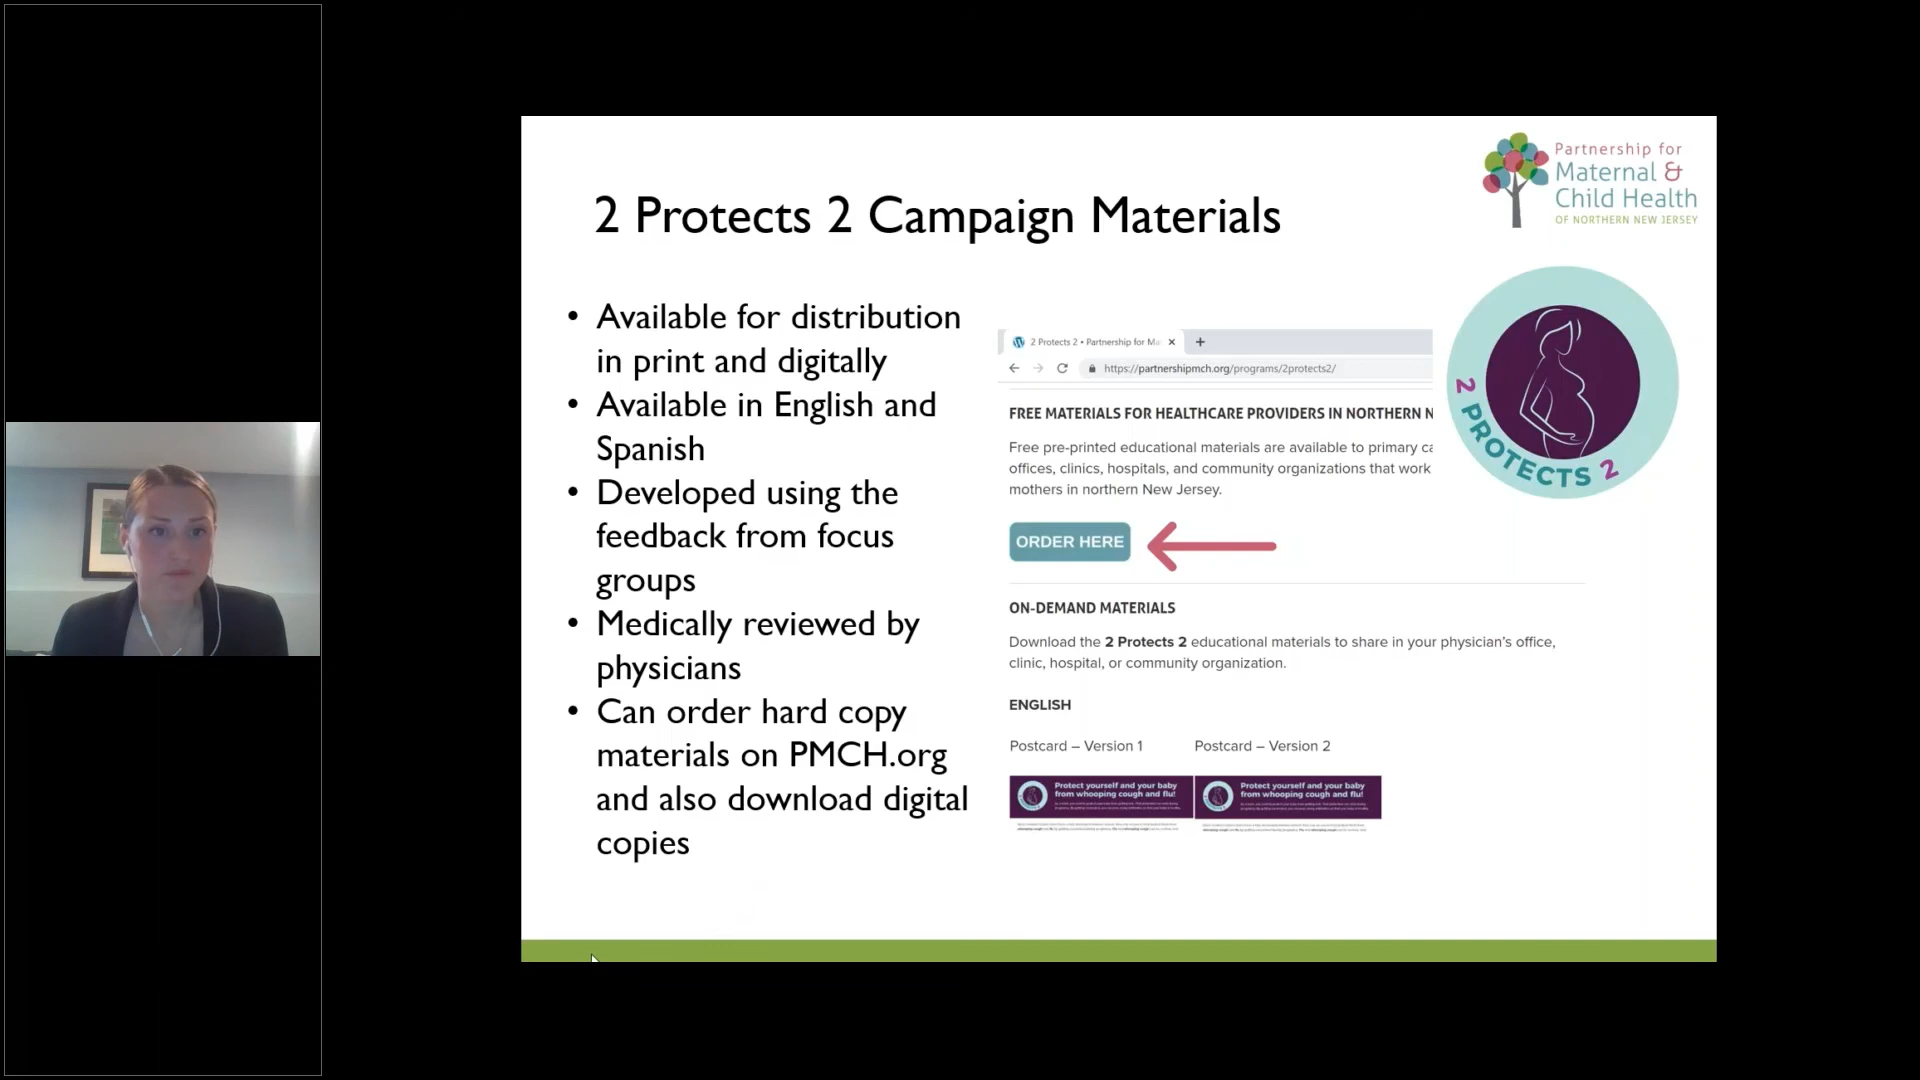 Partnership for
Maternal &
Child Health
OF NORTHERN NEW JERSEY
2 Protects 2 Campaign Materials
• Available for distribution
in print and digitally
• Available in English and
Spanish
• Developed using the
feedback from focus
groups
• Medically reviewed by
physicians
• Can order hard copy
materials on PMCH.org
and also download digital
copies
2 Protects 2 • Partnership for Ma
https://partnershipmch.org/programs/2protects2/
FREE MATERIALS FOR HEALTHCARE PROVIDERS IN NORTHERN N
Free pre-printed educational materials are available to primary ca
offices, clinics, hospitals, and community organizations that work
mothers in northern New Jersey.
ORDER HERE
ON-DEMAND MATERIALS
Download the 2 Protects 2 educational materials to share in your physician's office,
clinic, hospital, or community organization.
ENGLISH
Postcard – Version 1
Postcard – Version 2
Protect yourself and your baby
from whooping cough and flu!
Protect yourself and your baby
from whooping cough and flu!
2 PROTECTS 2